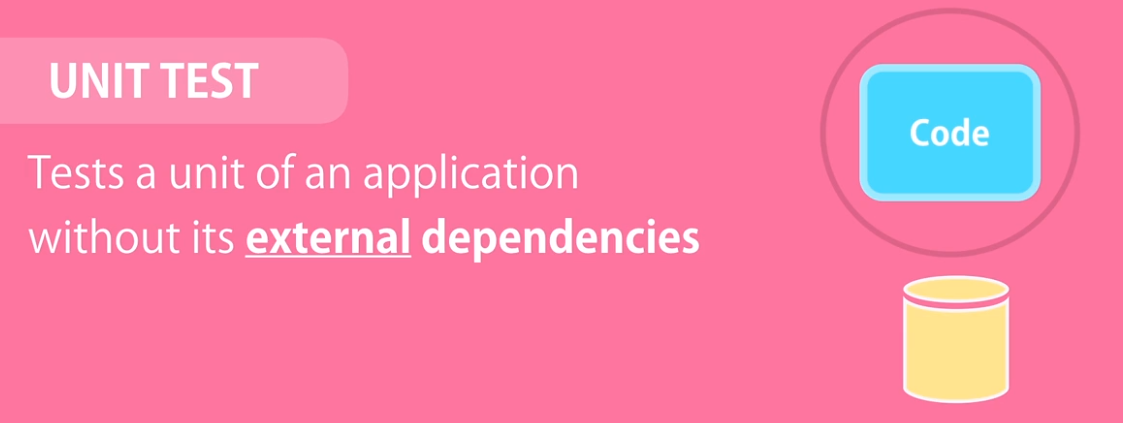 UNIT TEST
Tests a unit of an application
without its external dependencies
Code